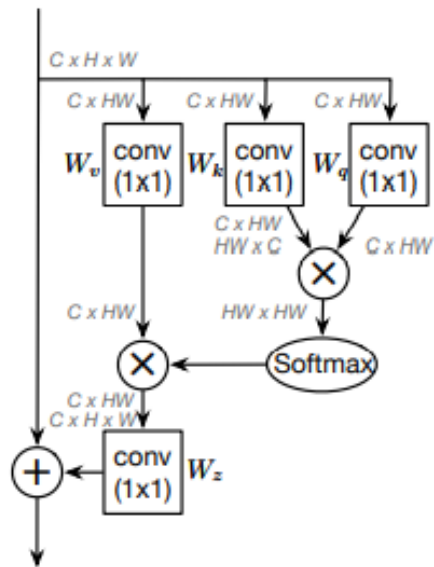 C x H x W
C x HW C x HW C x HW
W_v conv (1x1) W_k conv (1x1) W_q conv (1x1)
C x HW
HW x C C x HW
×
C x HW HW x HW
× Softmax
C x HW
C x H x W
+ conv (1x1) W_z